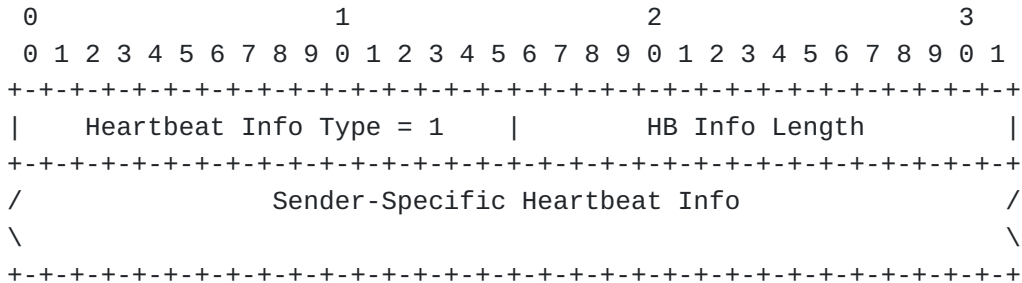 0                   1                   2                   3
 0 1 2 3 4 5 6 7 8 9 0 1 2 3 4 5 6 7 8 9 0 1 2 3 4 5 6 7 8 9 0 1
+-+-+-+-+-+-+-+-+-+-+-+-+-+-+-+-+-+-+-+-+-+-+-+-+-+-+-+-+-+-+-+-+
|    Heartbeat Info Type = 1    |        HB Info Length         |
+-+-+-+-+-+-+-+-+-+-+-+-+-+-+-+-+-+-+-+-+-+-+-+-+-+-+-+-+-+-+-+-+
/                Sender-Specific Heartbeat Info                 /
\                                                               \
+-+-+-+-+-+-+-+-+-+-+-+-+-+-+-+-+-+-+-+-+-+-+-+-+-+-+-+-+-+-+-+-+